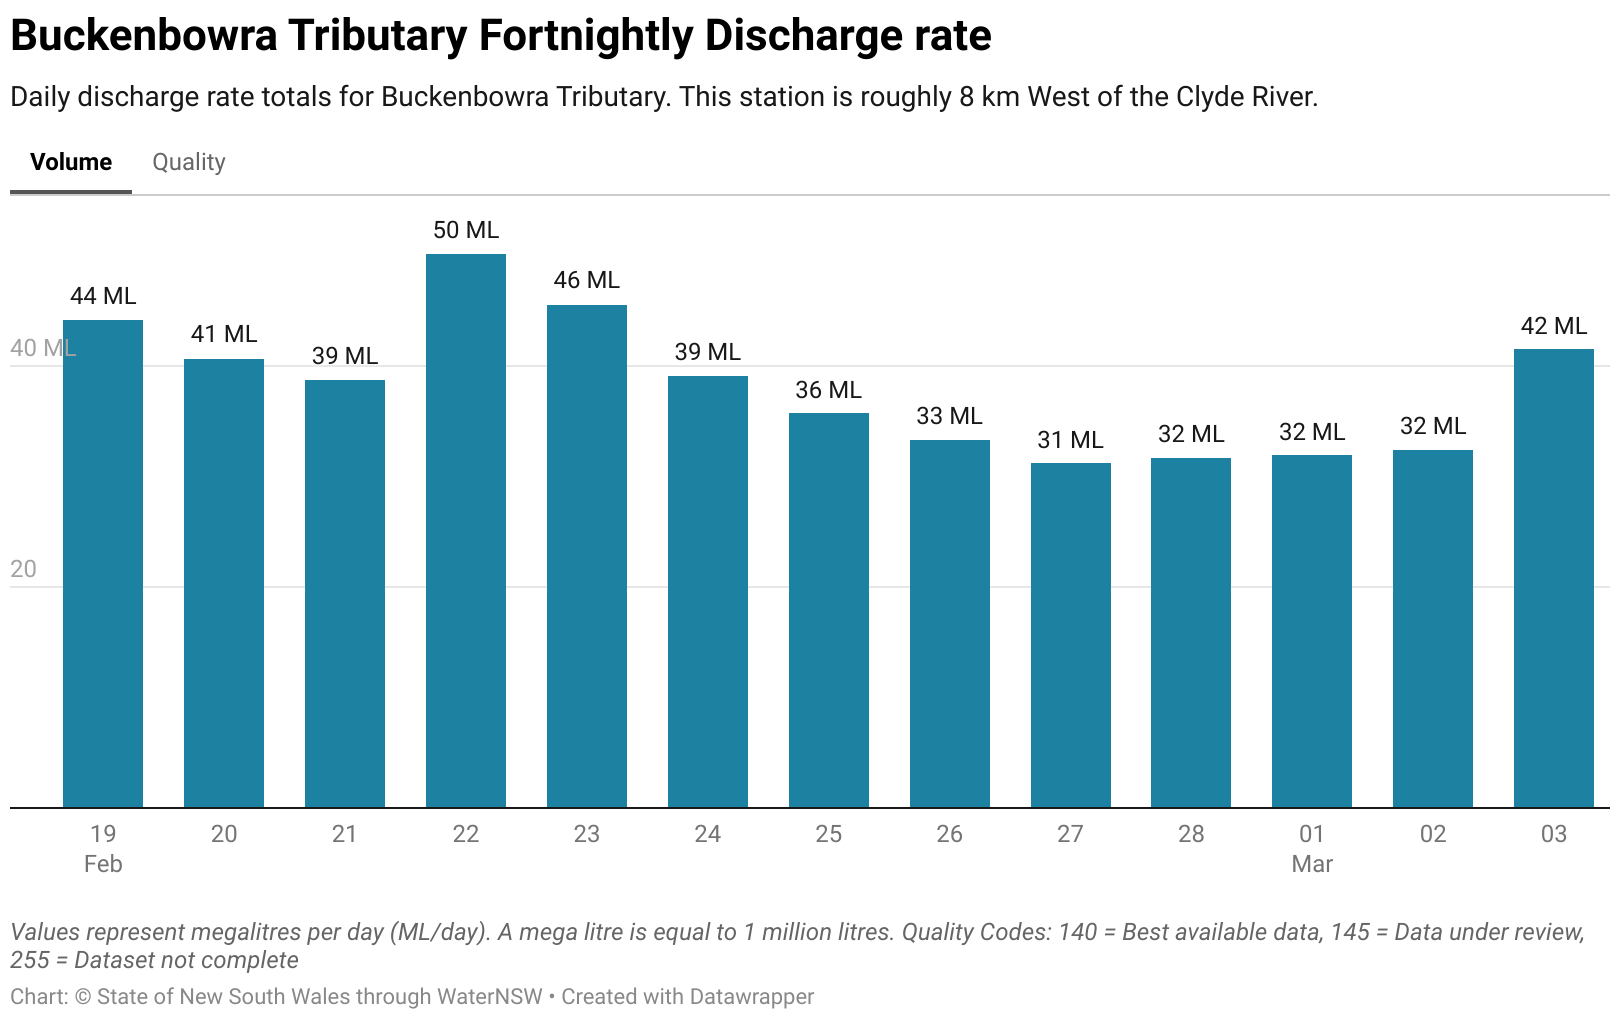 Buckenbowra Tributary Fortnightly Discharge rate
Daily discharge rate totals for Buckenbowra Tributary. This station is roughly 8 km West of the Clyde River.
Volume Quality
50 ML
46 ML
44 ML
42 ML
41 ML
40 ML
39 ML
39 ML
36 ML
33 ML
32 ML
32 ML
32 ML
31 ML
20
19 20 21 22 23 24 25 26 27 28 01 02 03
Feb Mar
Values represent megalitres per day (ML/day). A mega litre is equal to 1 million litres. Quality Codes: 140 = Best available data, 145 = Data under review,
255 = Dataset not complete
Chart: © State of New South Wales through WaterNSW • Created with Datawrapper